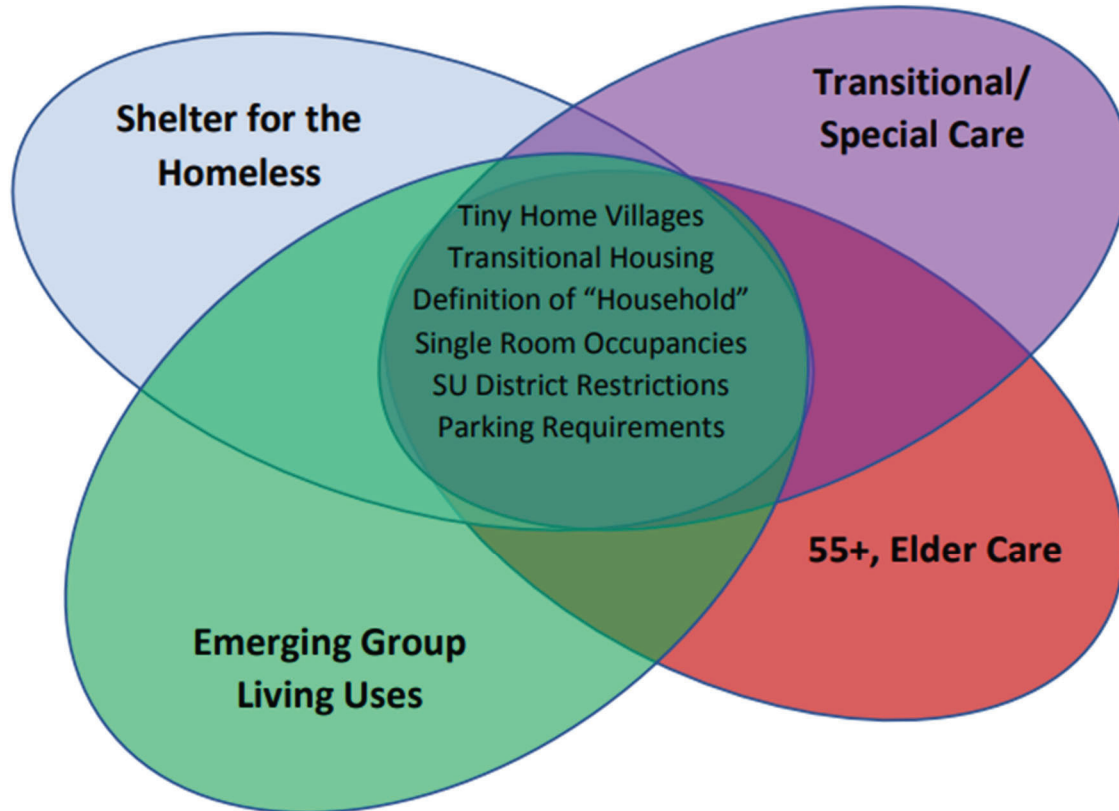 Shelter for the
Homeless
Transitional/
Special Care
Tiny Home Villages
Transitional Housing
Definition of “Household”
Single Room Occupancies
SU District Restrictions
Parking Requirements
55+, Elder Care
Emerging Group
Living Uses